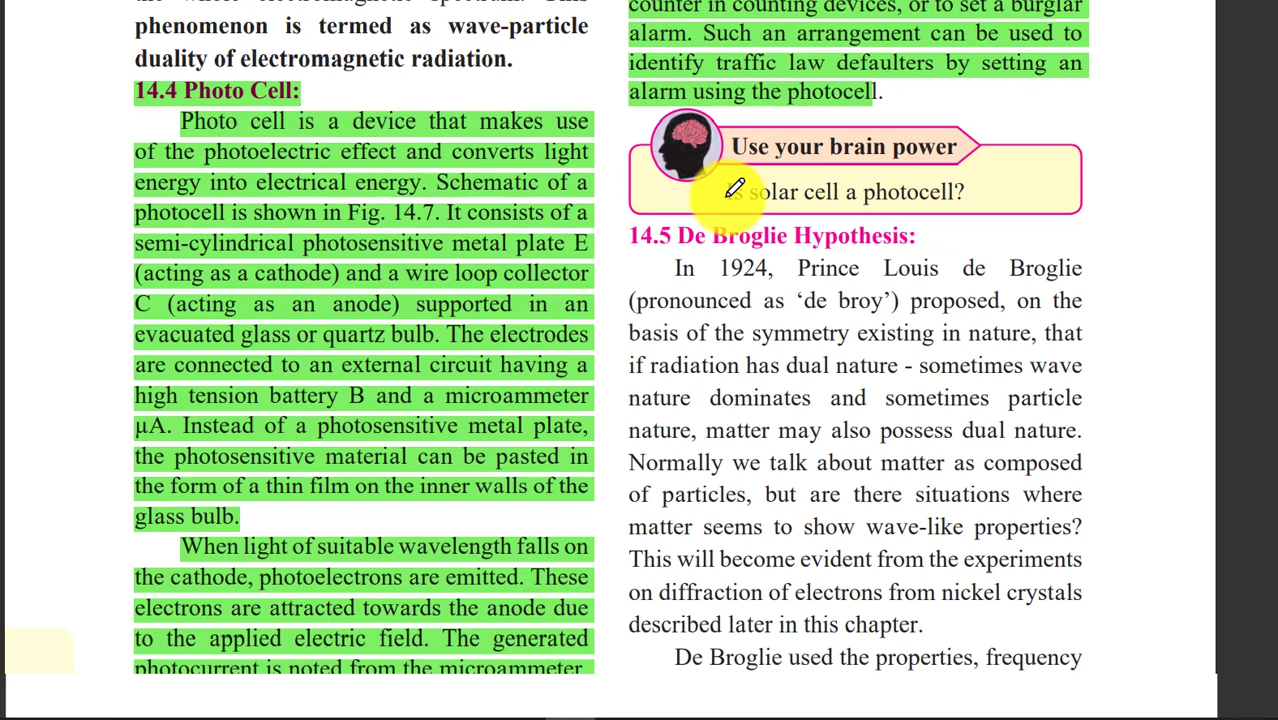 the whole electromagnetic spectrum. This
phenomenon is termed as wave-particle
duality of electromagnetic radiation.
14.4 Photo Cell:
Photo cell is a device that makes use
of the photoelectric effect and converts light
energy into electrical energy. Schematic of a
photocell is shown in Fig. 14.7. It consists of a
semi-cylindrical photosensitive metal plate E
(acting as a cathode) and a wire loop collector
C (acting as an anode) supported in an
evacuated glass or quartz bulb. The electrodes
are connected to an external circuit having a
high tension battery B and a microammeter
µA. Instead of a photosensitive metal plate,
the photosensitive material can be pasted in
the form of a thin film on the inner walls of the
glass bulb.
When light of suitable wavelength falls on
the cathode, photoelectrons are emitted. These
electrons are attracted towards the anode due
to the applied electric field. The generated
photocurrent is noted from the microammeter.
counter in counting devices, or to set a burglar
alarm. Such an arrangement can be used to
identify traffic law defaulters by setting an
alarm using the photocell.
Use your brain power
Is solar cell a photocell?
14.5 De Broglie Hypothesis:
In 1924, Prince Louis de Broglie
(pronounced as ‘de broy’) proposed, on the
basis of the symmetry existing in nature, that
if radiation has dual nature - sometimes wave
nature dominates and sometimes particle
nature, matter may also possess dual nature.
Normally we talk about matter as composed
of particles, but are there situations where
matter seems to show wave-like properties?
This will become evident from the experiments
on diffraction of electrons from nickel crystals
described later in this chapter.
De Broglie used the properties, frequency